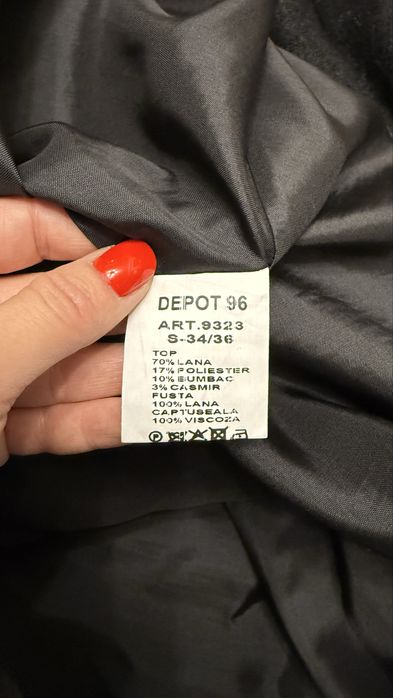 DEPOT 96
ART.9323
S-34/36
TOP
70% LANA
17% POLIESTER
10% BUMBAC
3% CASMIR
FUSTA
100% LANA
CAPTUSEALA
100% VISCOZA
P